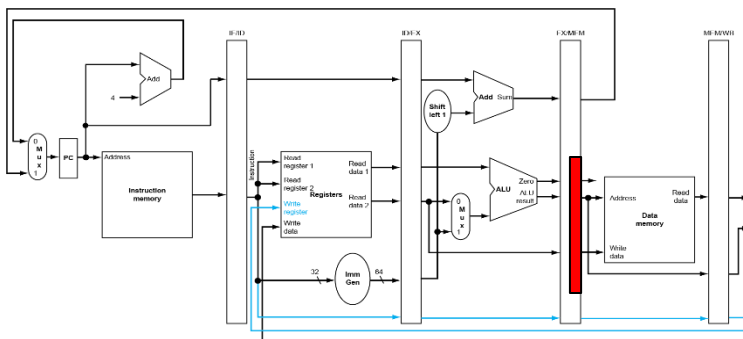 IF/ID
ID/EX
EX/MEM
MEM/WB
Add
4
Add Sum
Shift
left 1
0
M
u
x
1
PC
Address
Instruction
memory
Instruction
Read
register 1
Read
register 2
Write
register
Write
data
Registers
Read
data 1
Read
data 2
0
M
u
x
1
Zero
ALU
ALU
result
Address
Write
data
Read
data
Data
memory
32
Imm
Gen
64